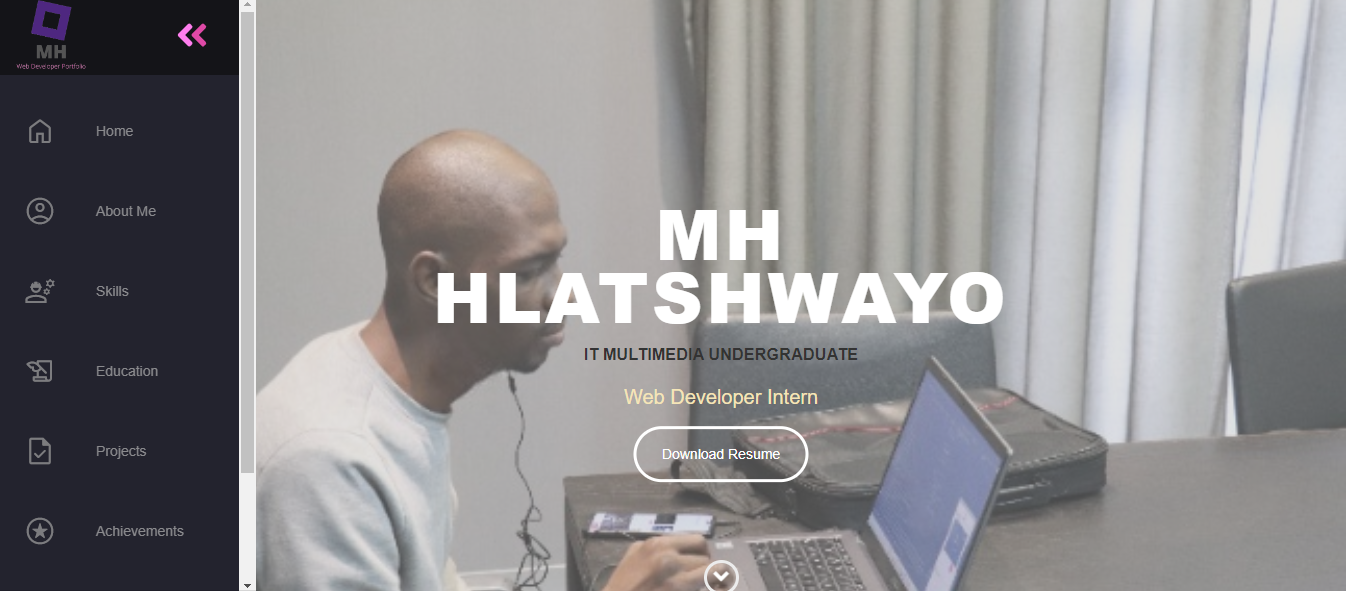 MH
Web Developer Portfolio
Home
About Me
Skills
Education
Projects
Achievements
MH
HLATSHWAYO
IT MULTIMEDIA UNDERGRADUATE
Web Developer Intern
Download Resume